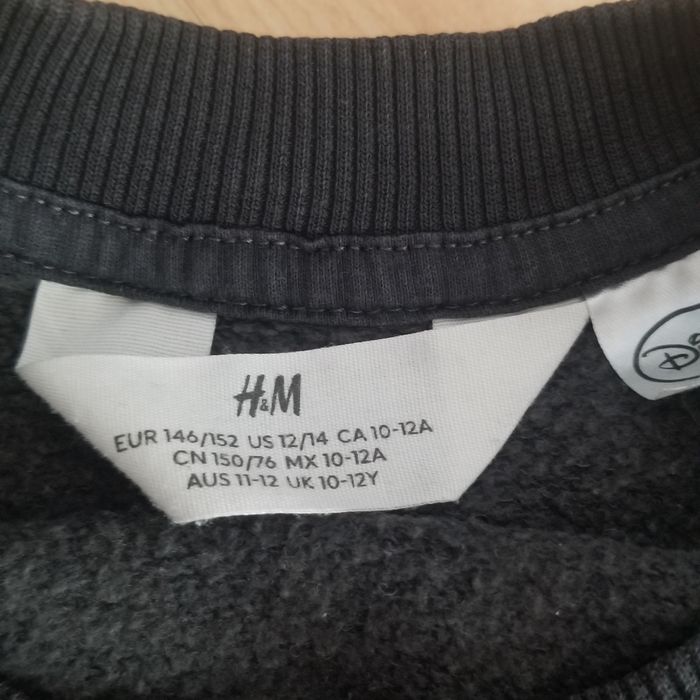 H&M
EUR 146/152 US 12/14 CA 10-12A
CN 150/76 MX 10-12A
AUS 11-12 UK 10-12Y